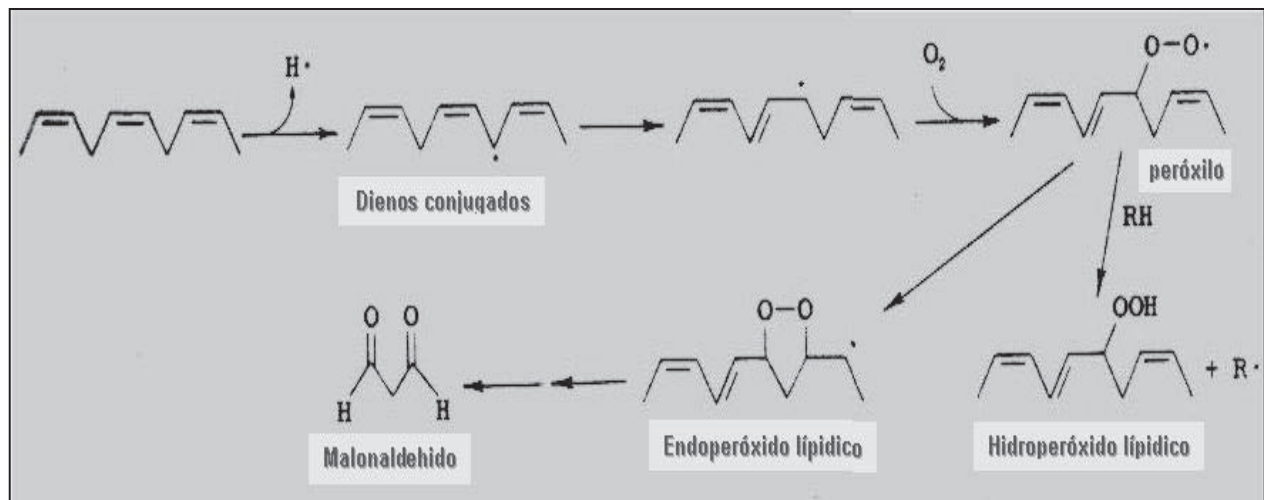 H·
O₂
O-O·
peróxilo
Dienos conjugados
RH
O O
H H
Malonaldehido
O-O
Endoperóxido lípidico
OOH
+ R·
Hidroperóxido lípidico